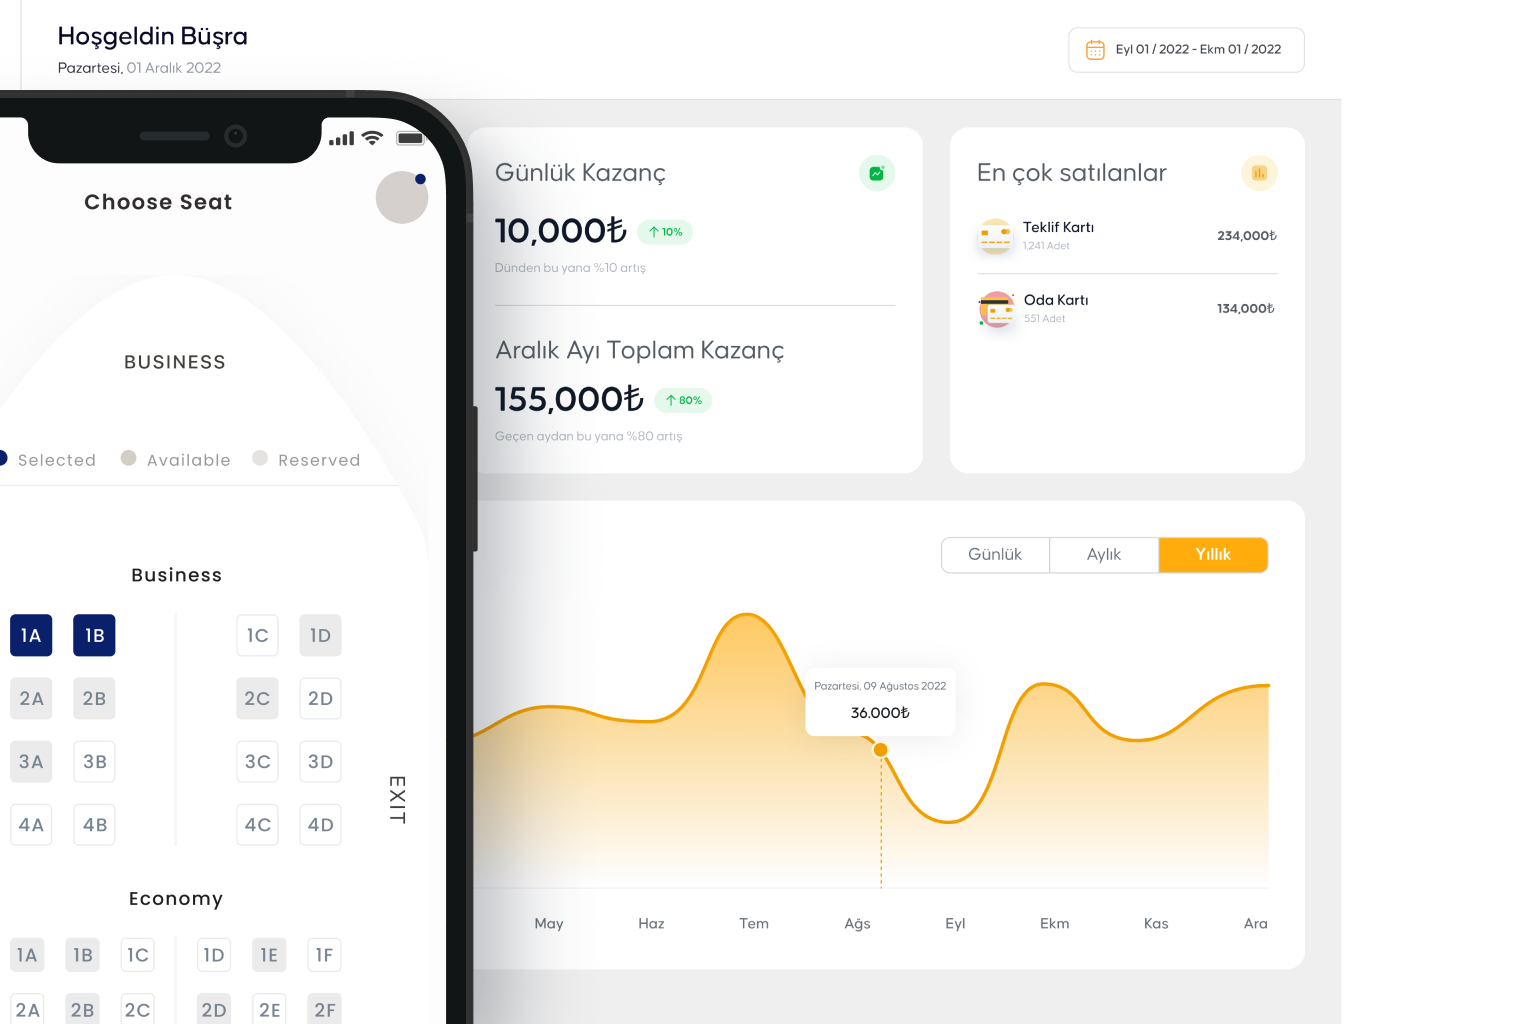 Hoşgeldin Büşra
Pazartesi, 01 Aralık 2022
Eyl 01 / 2022 - Ekm 01 / 2022
Choose Seat
BUSINESS
Selected Available Reserved
Business
1A 1B 1C 1D
2A 2B 2C 2D
3A 3B 3C 3D
4A 4B 4C 4D
EXIT
Economy
1A 1B 1C 1D 1E 1F
2A 2B 2C 2D 2E 2F
Günlük Kazanç
10,000₺ ↑ 10%
Dünden bu yana %10 artış
Aralık Ayı Toplam Kazanç
155,000₺ ↑ 80%
Geçen aydan bu yana %80 artış
En çok satılanlar
Teklif Kartı 234,000₺
1,241 Adet
Oda Kartı 134,000₺
551 Adet
Günlük Aylık Yıllık
Pazartesi, 09 Ağustos 2022
36.000₺
May Haz Tem Ağs Eyl Ekm Kas Ara